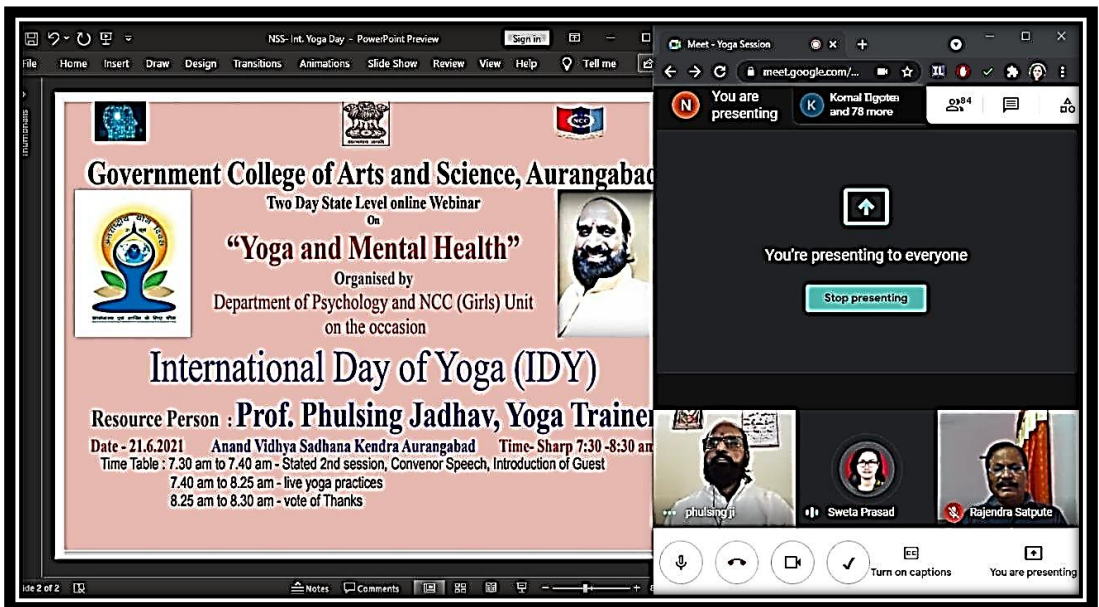 NSS- Int. Yoga Day - PowerPoint Preview
Sign in
File Home Insert Draw Design Transitions Animations Slide Show Review View Help Tell me
Government College of Arts and Science, Aurangabad
Two Day State Level online Webinar
On
“Yoga and Mental Health”
Organised by
Department of Psychology and NCC (Girls) Unit
on the occasion
International Day of Yoga (IDY)
Resource Person : Prof. Phulsing Jadhav, Yoga Trainer
Date - 21.6.2021 Anand Vidhya Sadhana Kendra Aurangabad Time- Sharp 7:30 -8:30 am
Time Table : 7.30 am to 7.40 am - Stated 2nd session, Convenor Speech, Introduction of Guest
7.40 am to 8.25 am - live yoga practices
8.25 am to 8.30 am - vote of Thanks
NCC
ide 2 of 2
Notes Comments
Meet - Yoga Session
meet.google.com/...
N
You are
presenting
K
Komal
and 78 more
84
You're presenting to everyone
Stop presenting
phulsing ji
Sweta Prasad
Rajendra Satpute
CC
Turn on captions
You are presenting